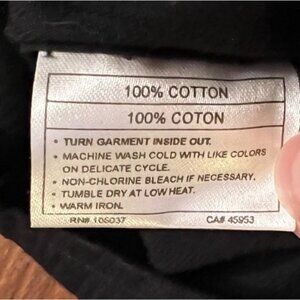 100% COTTON
100% COTON
• TURN GARMENT INSIDE OUT.
• MACHINE WASH COLD WITH LIKE COLORS
ON DELICATE CYCLE.
• NON-CHLORINE BLEACH IF NECESSARY.
• TUMBLE DRY AT LOW HEAT.
• WARM IRON.
RN# 106037 CA# 45953